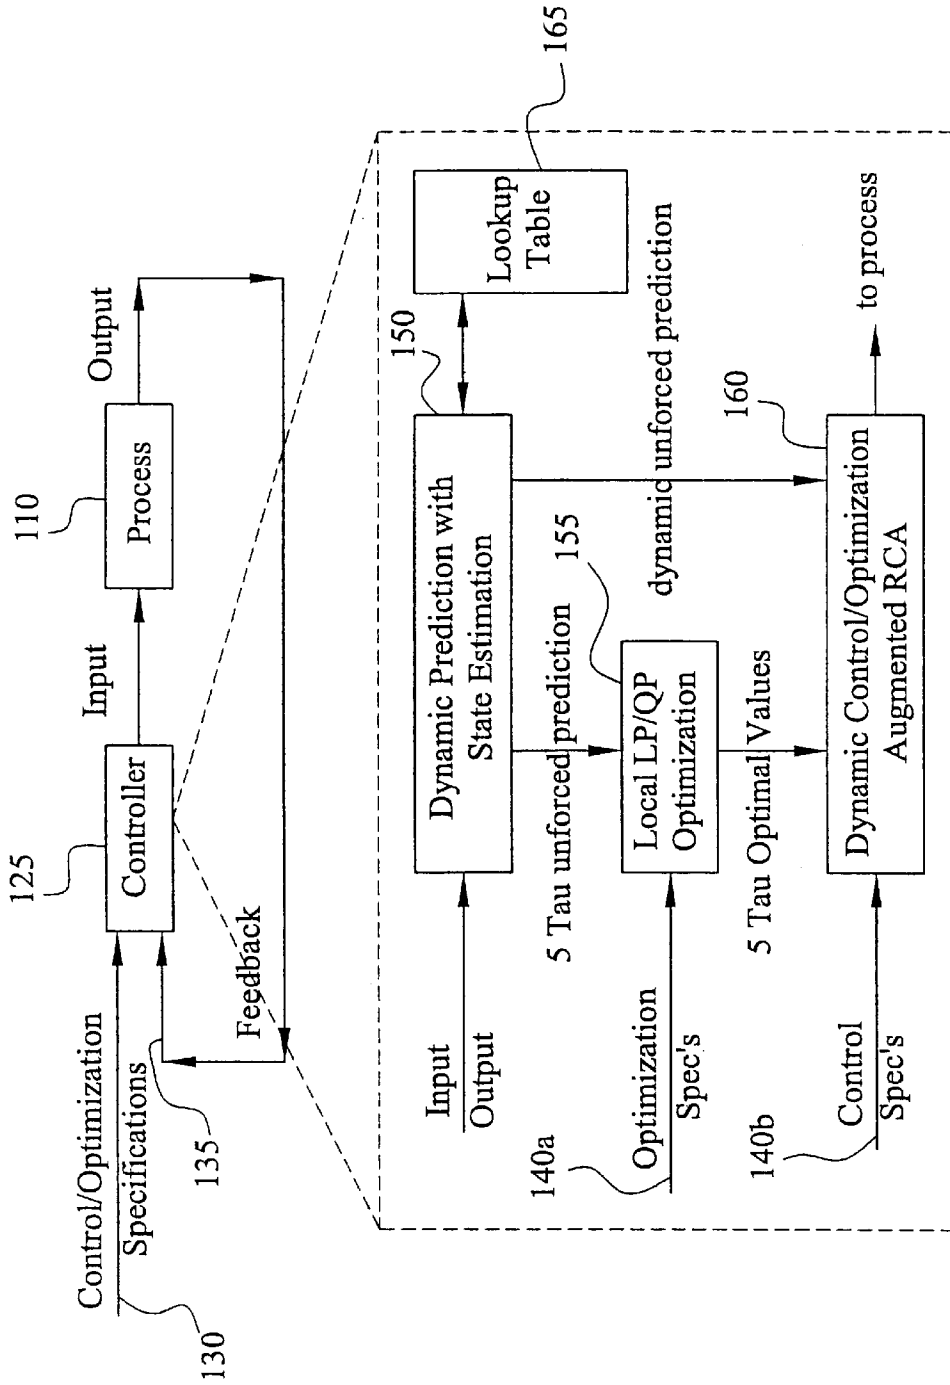 130
Control/Optimization
Specifications
135
125
Controller
Input
110
Process
Output
Feedback
Input
Output
150
Dynamic Prediction with
State Estimation
Lookup
Table
165
5 Tau unforced prediction
dynamic unforced prediction
140a
Optimization
Spec's
155
Local LP/QP
Optimization
5 Tau Optimal Values
140b
Control
Spec's
160
Dynamic Control/Optimization
Augmented RCA
to process